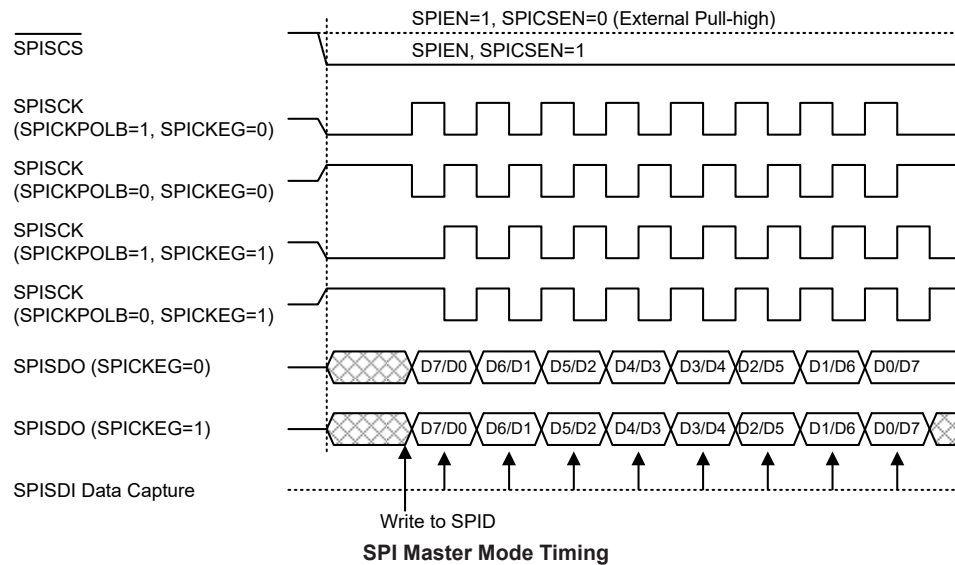 SPIEN=1, SPICSEN=0 (External Pull-high)
SPISCS
SPIEN, SPICSEN=1
SPISCK
(SPICKPOLB=1, SPICKEG=0)
SPISCK
(SPICKPOLB=0, SPICKEG=0)
SPISCK
(SPICKPOLB=1, SPICKEG=1)
SPISCK
(SPICKPOLB=0, SPICKEG=1)
SPISDO (SPICKEG=0) D7/D0 D6/D1 D5/D2 D4/D3 D3/D4 D2/D5 D1/D6 D0/D7
SPISDO (SPICKEG=1) D7/D0 D6/D1 D5/D2 D4/D3 D3/D4 D2/D5 D1/D6 D0/D7
SPISDI Data Capture
Write to SPID
SPI Master Mode Timing